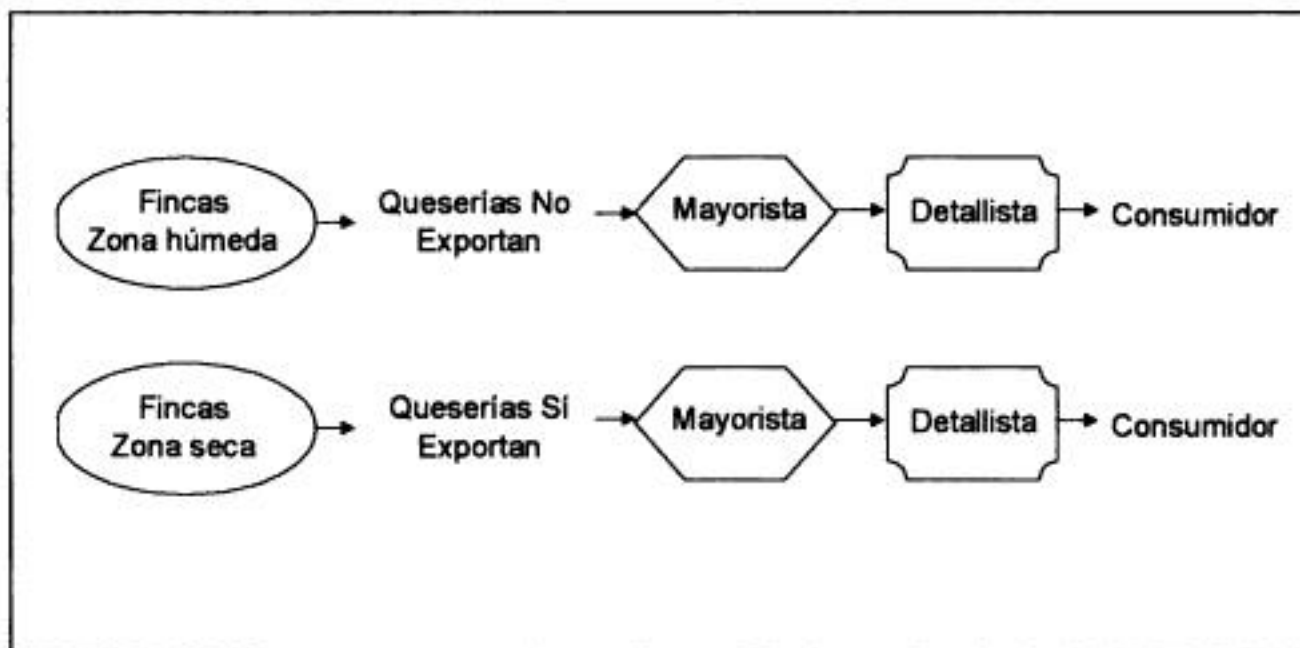 Fincas
Zona húmeda
Queserías No
Exportan
Mayorista
Detallista
Consumidor
Fincas
Zona seca
Queserías Sí
Exportan
Mayorista
Detallista
Consumidor